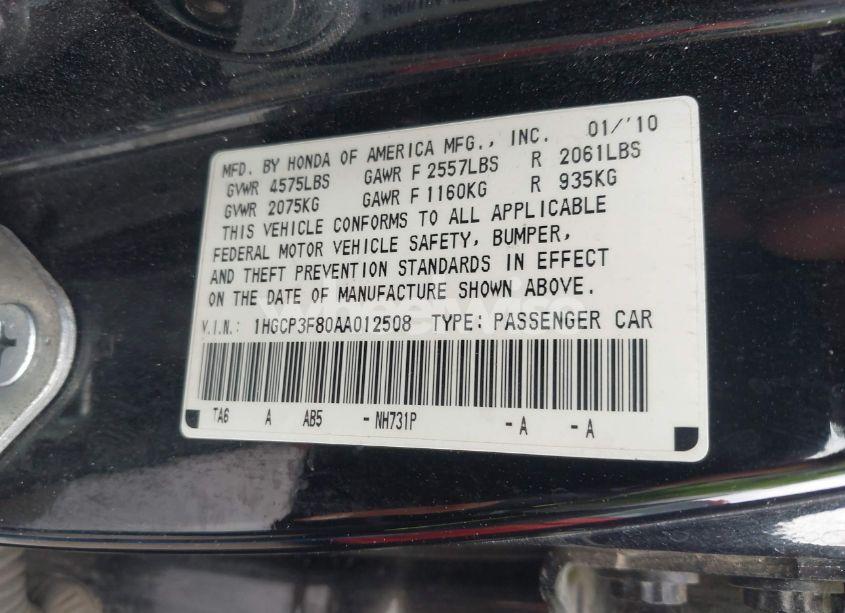 MFD. BY HONDA OF AMERICA MFG., INC. 01/'10
GVWR 4575LBS GAWR F 2557LBS R 2061LBS
GVWR 2075KG GAWR F 1160KG R 935KG
THIS VEHICLE CONFORMS TO ALL APPLICABLE
FEDERAL MOTOR VEHICLE SAFETY, BUMPER,
AND THEFT PREVENTION STANDARDS IN EFFECT
ON THE DATE OF MANUFACTURE SHOWN ABOVE.
V.I.N.: 1HGCP3F80AA012508 TYPE: PASSENGER CAR
TA6 A AB5 - NH731P - A - A